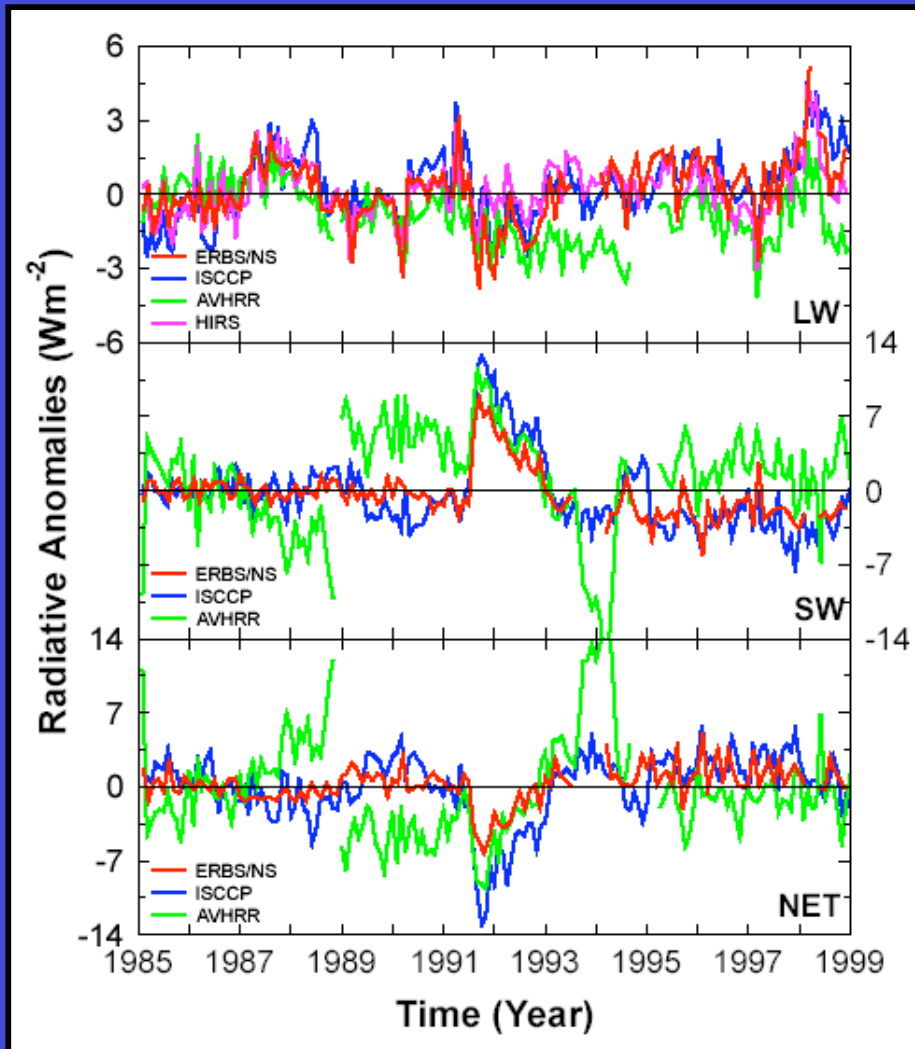 Radiative Anomalies (Wm⁻²)
6
3
0
-3
-6
ERBS/NS
ISCCP
AVHRR
HIRS
LW
14
7
0
-7
-14
ERBS/NS
ISCCP
AVHRR
SW
14
7
0
-7
-14
ERBS/NS
ISCCP
AVHRR
NET
1985 1987 1989 1991 1993 1995 1997 1999
Time (Year)